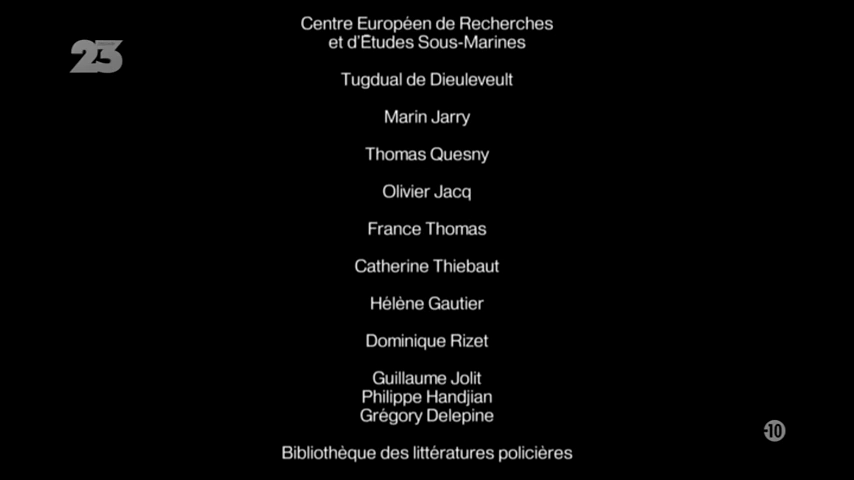 Centre Européen de Recherches
et d'Études Sous-Marines
23
Tugdual de Dieuleveult
Marin Jarry
Thomas Quesny
Olivier Jacq
France Thomas
Catherine Thiebaut
Hélène Gautier
Dominique Rizet
Guillaume Jolit
Philippe Handjian
Grégory Delepine
-10
Bibliothèque des littératures policières